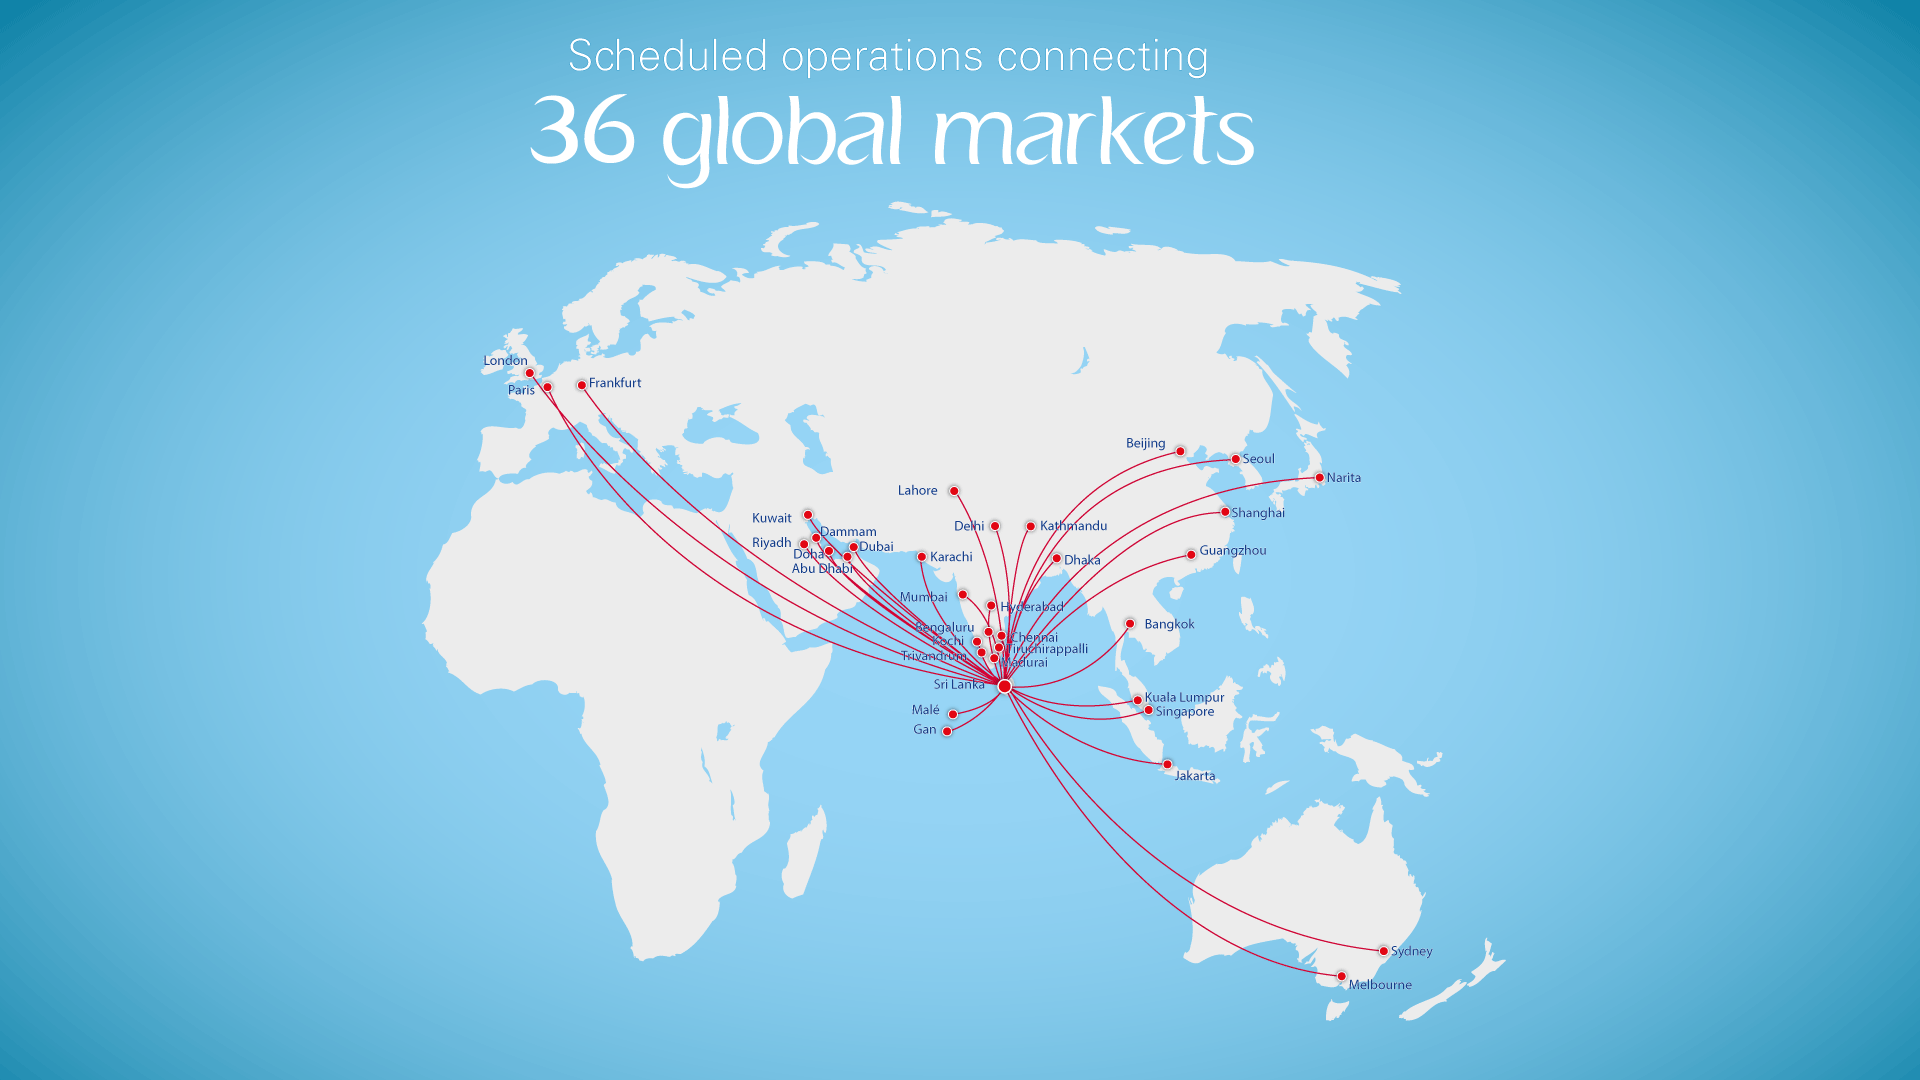 Scheduled operations connecting
36 global markets
London
Paris
Frankfurt
Beijing
Seoul
Narita
Lahore
Kuwait
Delhi
Kathmandu
Shanghai
Dammam
Riyadh
Doha
Dubai
Abu Dhabi
Karachi
Dhaka
Guangzhou
Mumbai
Hyderabad
Bengaluru
Bangkok
Kochi
Chennai
Tiruchirappalli
Trivandrum
Madurai
Sri Lanka
Kuala Lumpur
Singapore
Malé
Gan
Jakarta
Sydney
Melbourne